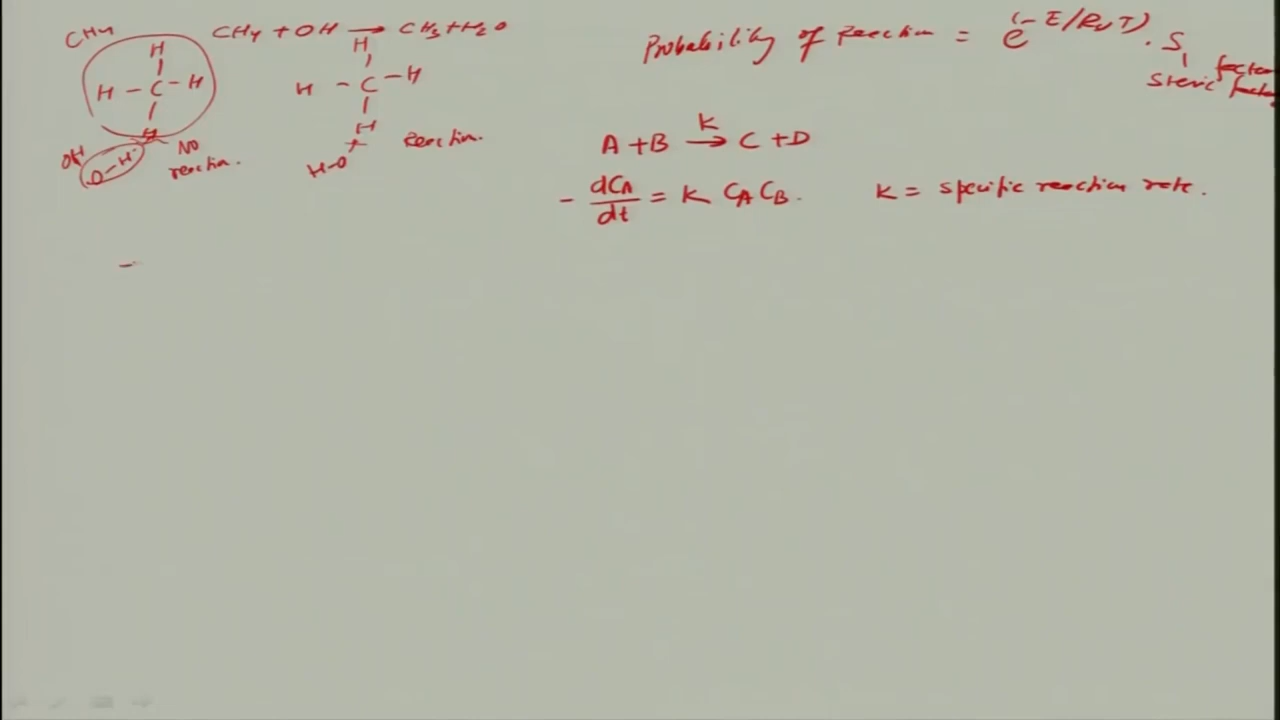 CH4
CH4 + OH → CH3 + H2O
H
H – C – H
H
OH
O – H
NO
reaction.
H
H – C – H
H
H–O
Reaction.
Probability of Reaction = e^(-E/RuT) . S
Steric factor
factor
A + B →K C + D
- dCA/dt = K CA CB.
K = specific reaction rate.